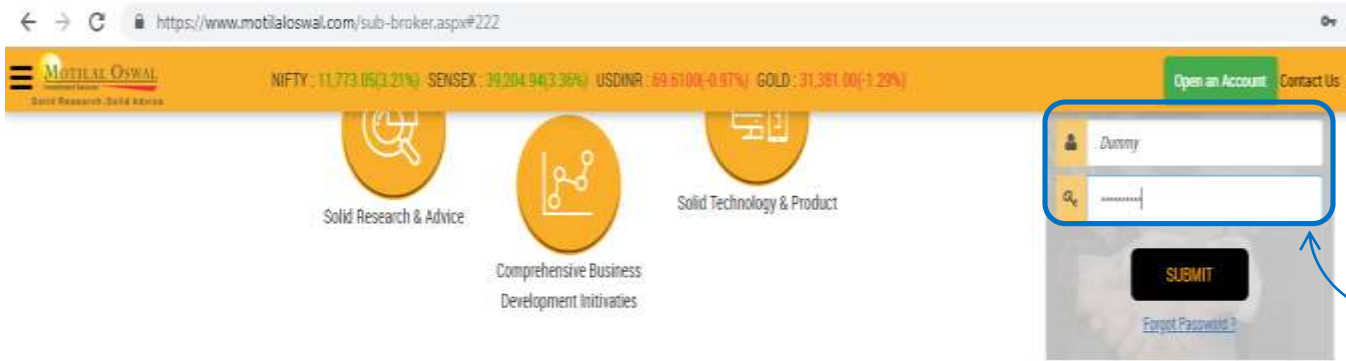 https://www.motilaloswal.com/sub-broker.aspx#222
MOTILAL OSWAL
Solid Research. Solid Advice
NIFTY : 11,773.05(3.21%) SENSEX : 39,204.94(3.36%) USDINR : 69.6100(-0.97%) GOLD : 31,381.00(-1.29%)
Open an Account Contact Us
Dummy
Solid Research & Advice
Solid Technology & Product
Comprehensive Business
Development Initivaties
SUBMIT
Forgot Password ?